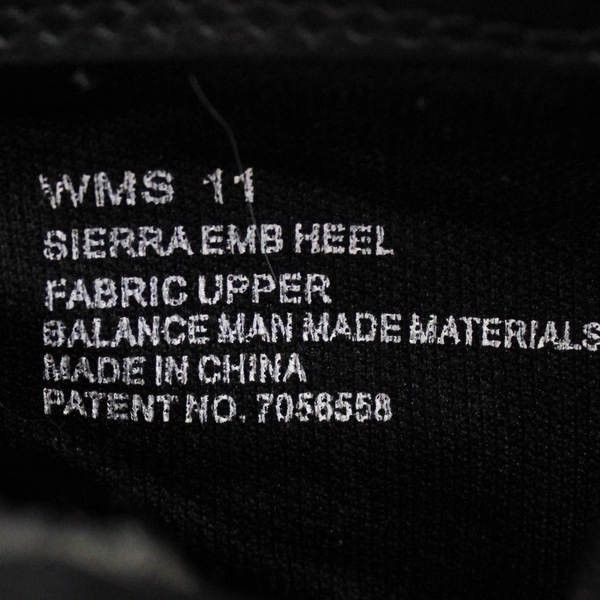 WMS 11
SIERRA EMB HEEL
FABRIC UPPER
BALANCE MAN MADE MATERIALS
MADE IN CHINA
PATENT NO. 7056558